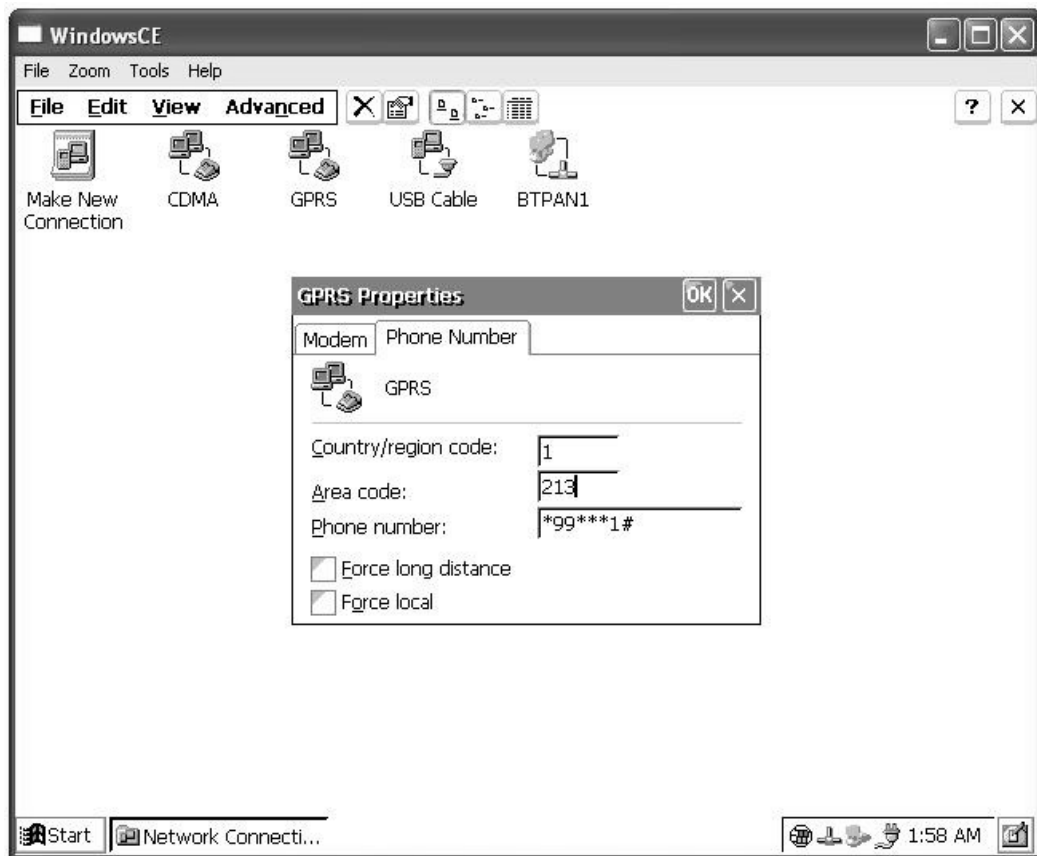 WindowsCE
File Zoom Tools Help
File Edit View Advanced ? ×
Make New Connection
CDMA
GPRS
USB Cable
BTPAN1
GPRS Properties OK ×
Modem Phone Number
GPRS
Country/region code: 1
Area code: 213
Phone number: *99***1#
Force long distance
Force local
Start Network Connecti... 1:58 AM